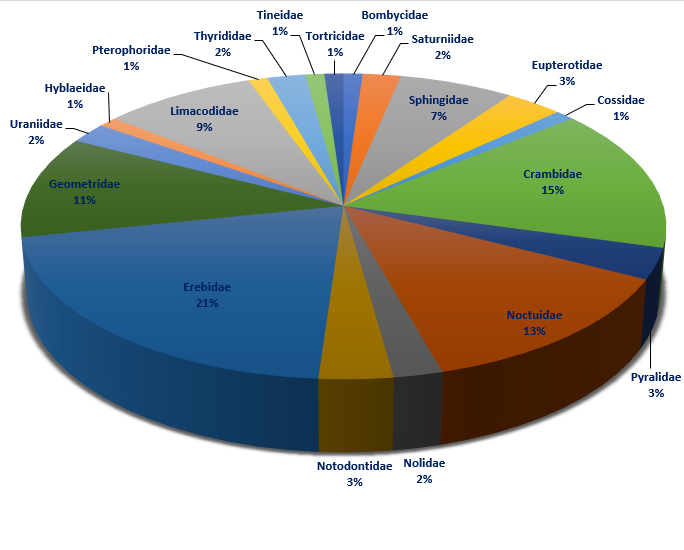 Bombycidae
1%
Saturniidae
2%
Sphingidae
7%
Eupterotidae
3%
Cossidae
1%
Crambidae
15%
Pyralidae
3%
Noctuidae
13%
Nolidae
2%
Notodontidae
3%
Erebidae
21%
Geometridae
11%
Uraniidae
2%
Hyblaeidae
1%
Limacodidae
9%
Pterophoridae
1%
Thyrididae
2%
Tineidae
1%
Tortricidae
1%